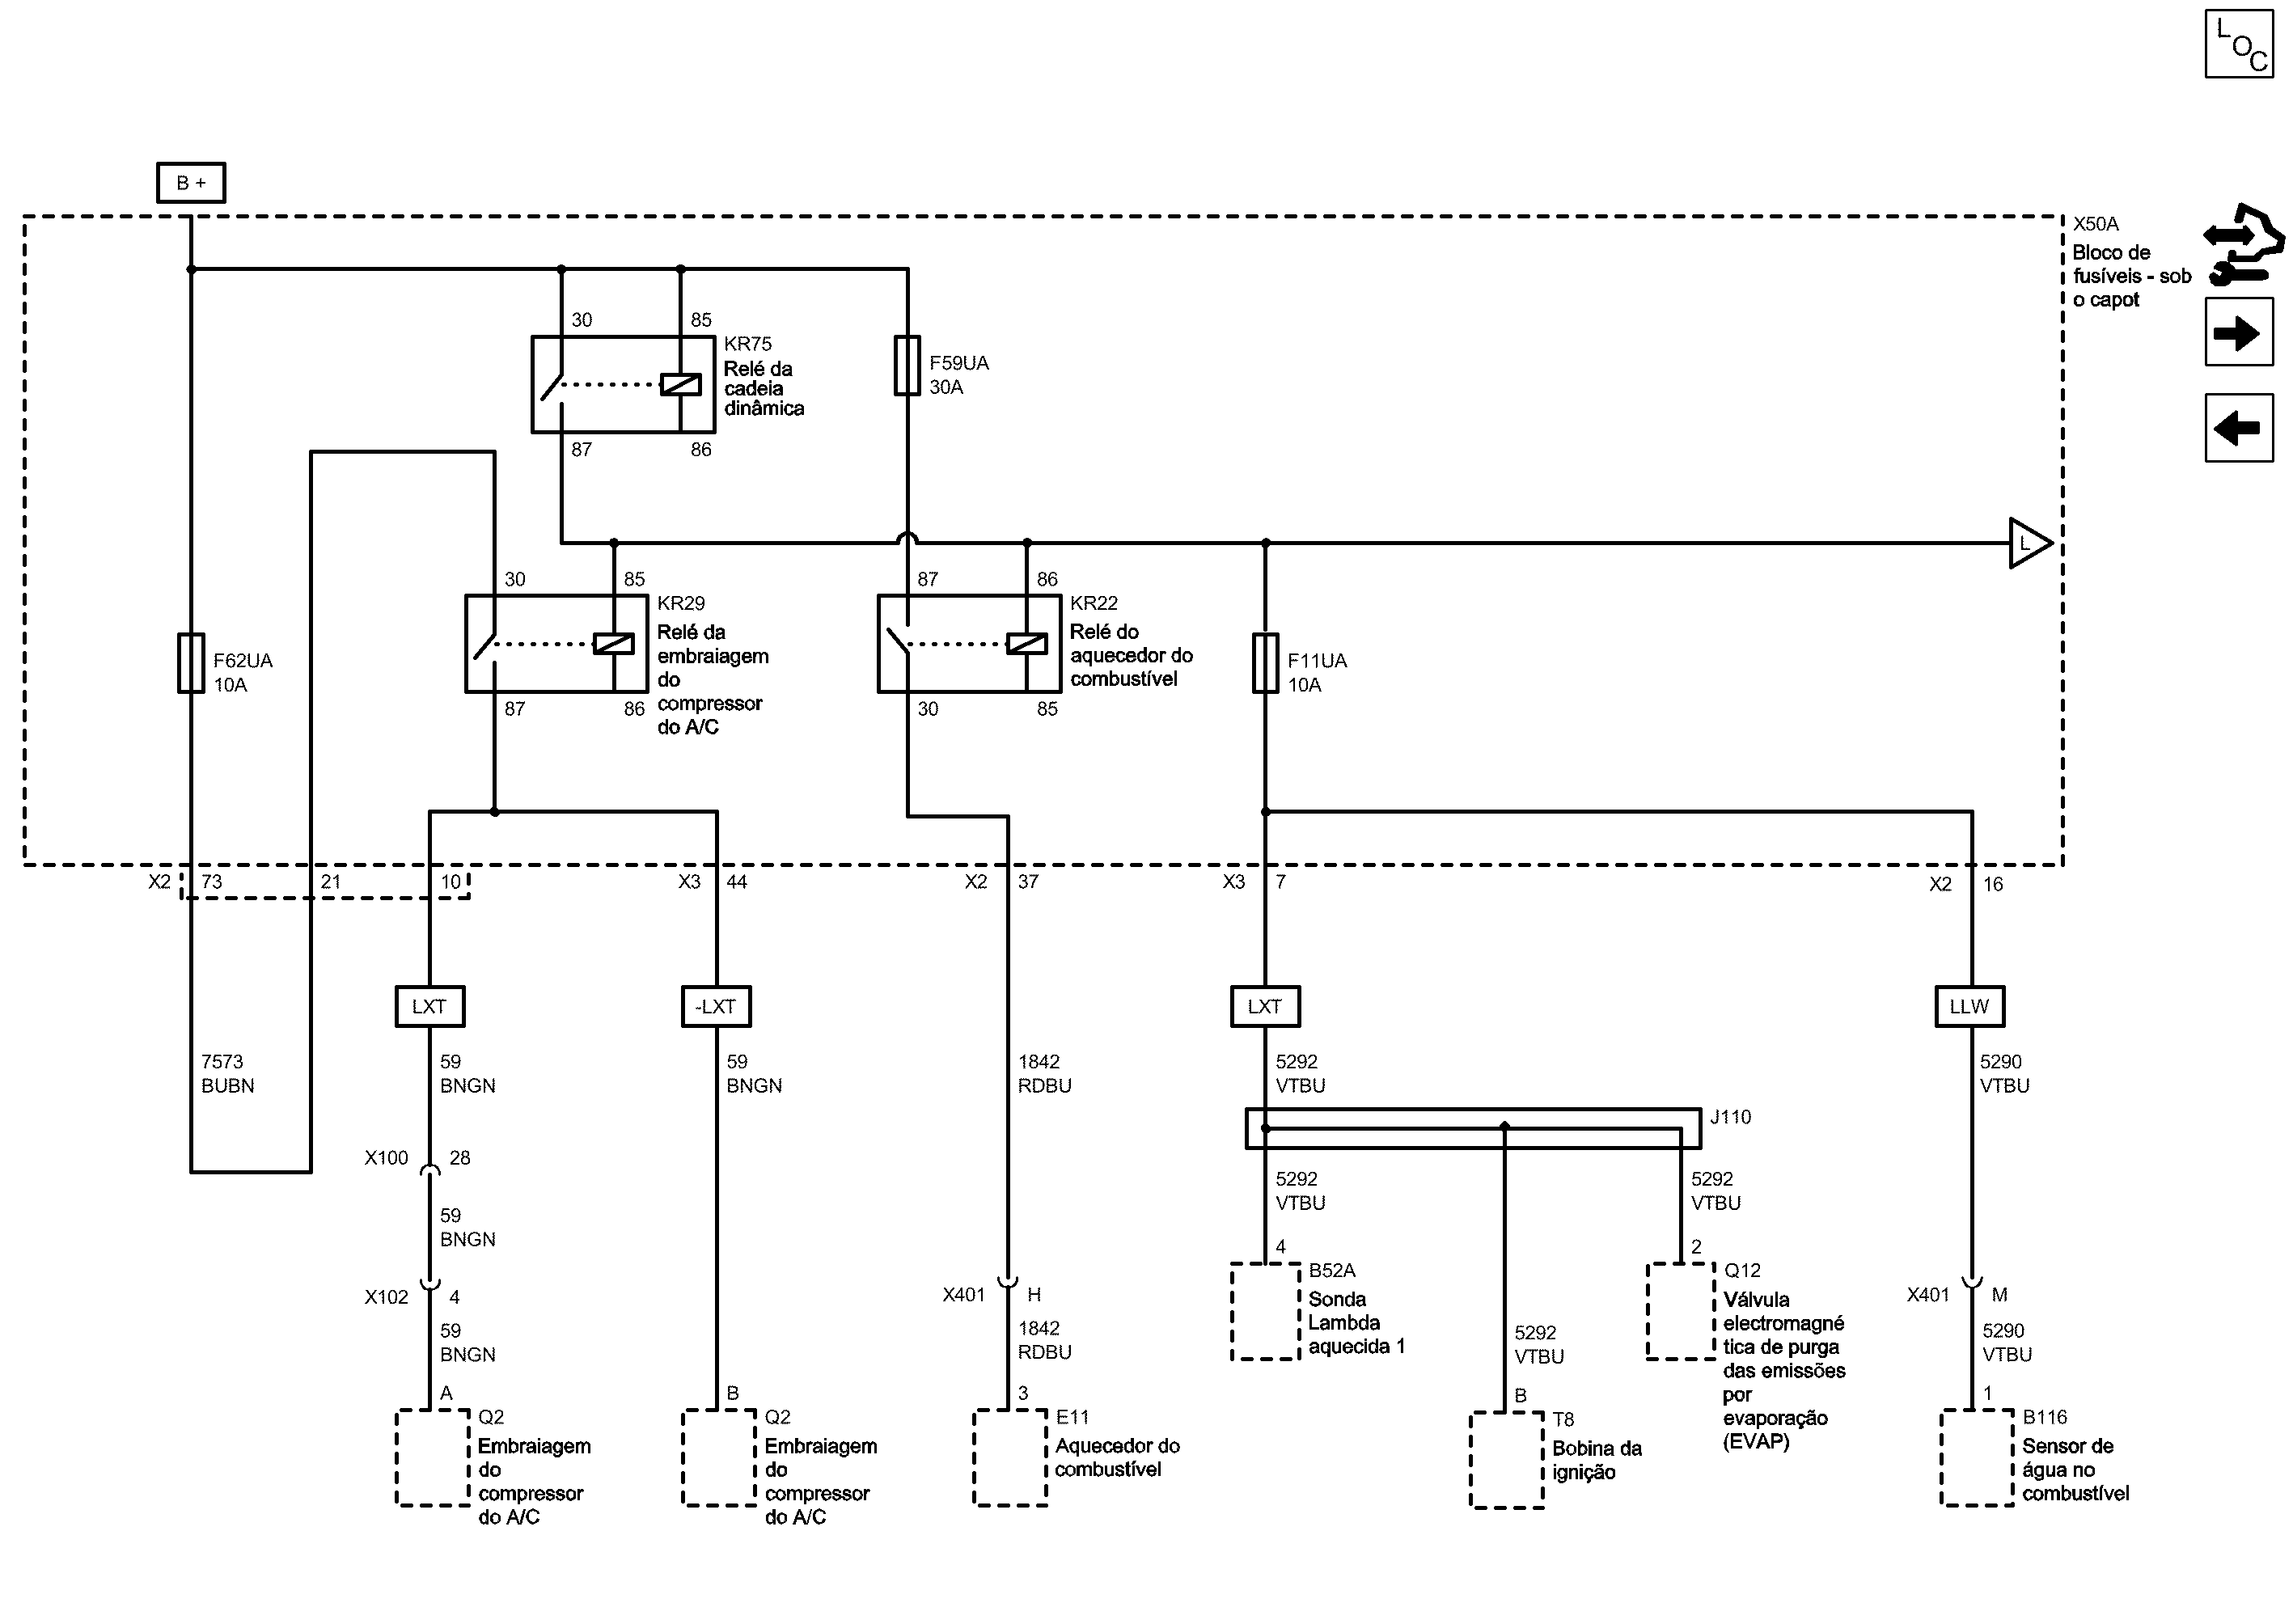 L
O
C
B +
X50A
Bloco de
fusíveis - sob
o capot
30
85
KR75
Relé da
cadeia
dinâmica
87
86
F59UA
30A
L
30
85
KR29
Relé da
embraiagem
do
compressor
do A/C
87
86
87
86
KR22
Relé do
aquecedor do
combustível
30
85
F62UA
10A
F11UA
10A
X2
73
21
10
X3
44
X2
37
X3
7
X2
16
LXT
-LXT
LXT
LLW
7573
BUBN
59
BNGN
59
BNGN
1842
RDBU
5292
VTBU
5290
VTBU
J110
X100
28
59
BNGN
5292
VTBU
5292
VTBU
X102
4
59
BNGN
X401
H
1842
RDBU
4
B52A
Sonda
Lambda
aquecida 1
5292
VTBU
2
Q12
Válvula
electromagné
tica de purga
das emissões
por
evaporação
(EVAP)
X401
M
5290
VTBU
A
Q2
Embraiagem
do
compressor
do A/C
B
Q2
Embraiagem
do
compressor
do A/C
3
E11
Aquecedor do
combustível
B
T8
Bobina da
ignição
1
B116
Sensor de
água no
combustível